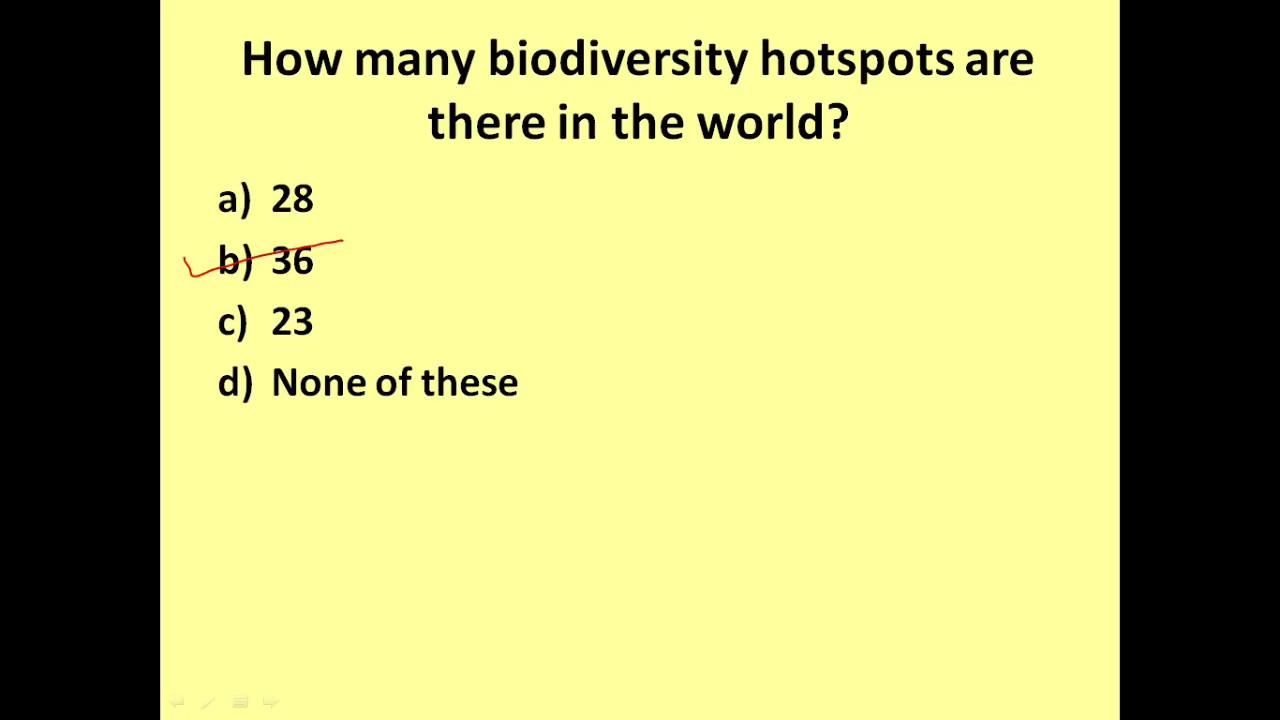 How many biodiversity hotspots are
there in the world?
a) 28
b) 36
c) 23
d) None of these